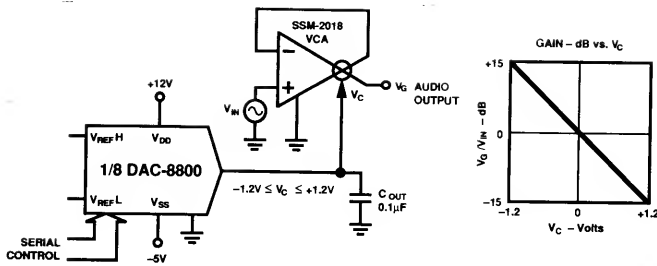 SSM-2018
VCA
−
+
V_IN
V_C
V_G AUDIO
OUTPUT
+12V
V_REFH V_DD
1/8 DAC-8800
V_REFL V_SS
−1.2V ≤ V_C ≤ +1.2V
C_OUT
0.1µF
SERIAL
CONTROL
−5V
GAIN – dB vs. V_C
+15
0
−15
V_G/V_IN – dB
−1.2 0 +1.2
V_C – Volts